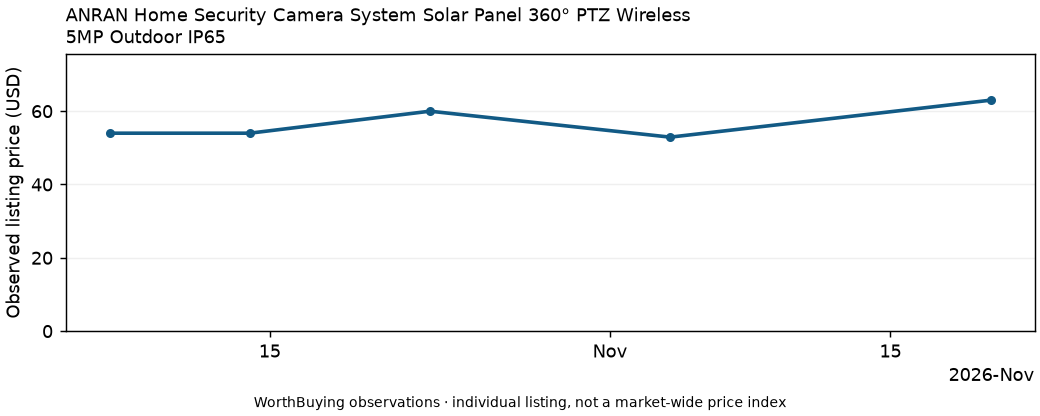 ANRAN Home Security Camera System Solar Panel 360° PTZ Wireless
5MP Outdoor IP65
Observed listing price (USD)
60
40
20
0
15
Nov
15
2026-Nov
WorthBuying observations · individual listing, not a market-wide price index